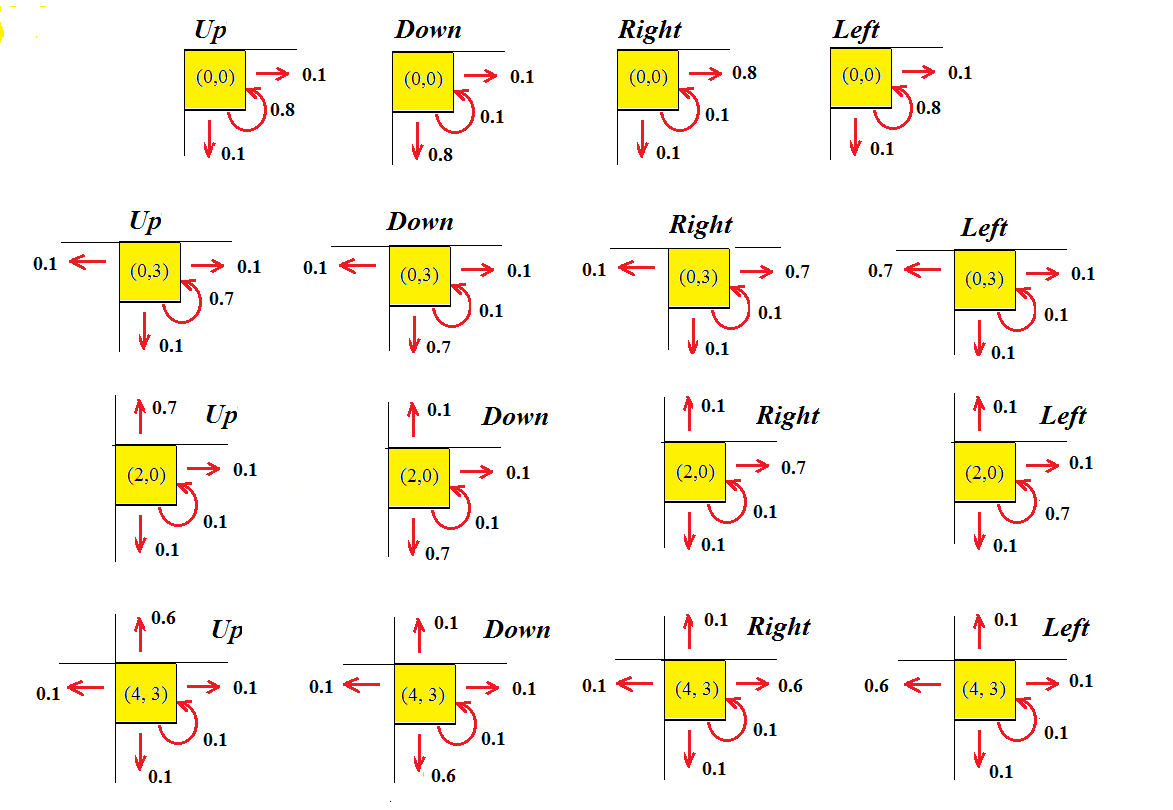 Up Down Right Left
(0,0) 0.1 (0,0) 0.1 (0,0) 0.8 (0,0) 0.1
0.8 0.1 0.1 0.8
0.1 0.8 0.1 0.1
Up Down Right Left
0.1 (0,3) 0.1 0.1 (0,3) 0.1 0.1 (0,3) 0.7 0.7 (0,3) 0.1
0.7 0.1 0.1 0.1
0.1 0.7 0.1 0.1
0.7 Up 0.1 Down 0.1 Right 0.1 Left
(2,0) 0.1 (2,0) 0.1 (2,0) 0.7 (2,0) 0.1
0.1 0.1 0.1 0.7
0.1 0.7 0.1 0.1
0.6 Up 0.1 Down 0.1 Right 0.1 Left
0.1 (4, 3) 0.1 0.1 (4, 3) 0.1 0.1 (4, 3) 0.6 0.6 (4, 3) 0.1
0.1 0.1 0.1 0.1
0.1 0.6 0.1 0.1